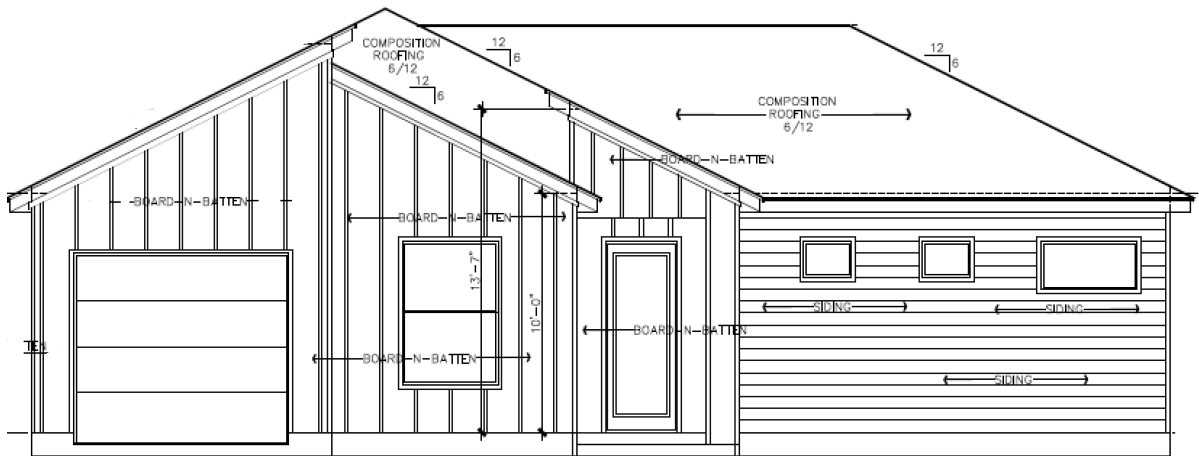 12
6
12
6
COMPOSITION
ROOFING
6/12
12
6
COMPOSITION
ROOFING
6/12
BOARD-N-BATTEN
BOARD-N-BATTEN
BOARD-N-BATTEN
13'-7"
10'-0"
SIDING
SIDING
BOARD-N-BATTEN
TEN
BOARD-N-BATTEN
SIDING